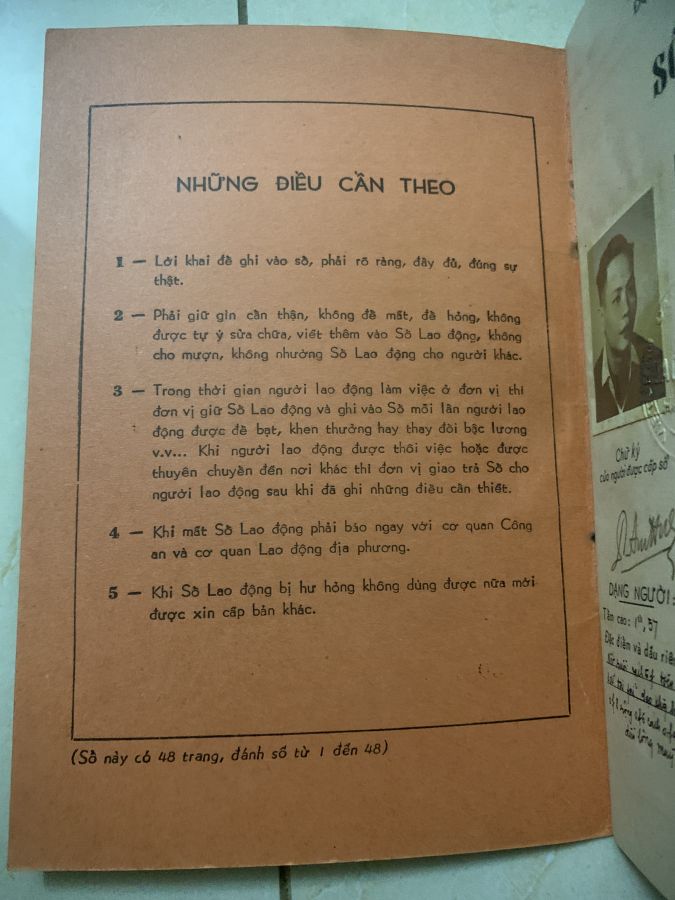 NHỮNG ĐIỀU CẦN THEO
1 — Lời khai để ghi vào sổ, phải rõ ràng, đầy đủ, đúng sự
thật.
2 — Phải giữ gìn cẩn thận, không để mất, để hỏng, không
được tự ý sửa chữa, viết thêm vào Sổ Lao động, không
cho mượn, không nhường Sổ Lao động cho người khác.
3 — Trong thời gian người lao động làm việc ở đơn vị thì
đơn vị giữ Sổ Lao động và ghi vào Sổ mỗi lần người lao
động được đề bạt, khen thưởng hay thay đổi bậc lương
v.v... Khi người lao động được thôi việc hoặc được
thuyên chuyển đến nơi khác thì đơn vị giao trả Sổ cho
người lao động sau khi đã ghi những điều cần thiết.
4 — Khi mất Sổ Lao động phải báo ngay với cơ quan Công
an và cơ quan Lao động địa phương.
5 — Khi Sổ Lao động bị hư hỏng không dùng được nữa mới
được xin cấp bản khác.
(Sổ này có 48 trang, đánh số từ 1 đến 48)
Chữ ký
của người được cấp sổ
DẠNG NGƯỜI:
Tầm cao: 1m, 57
Đặc điểm và dấu